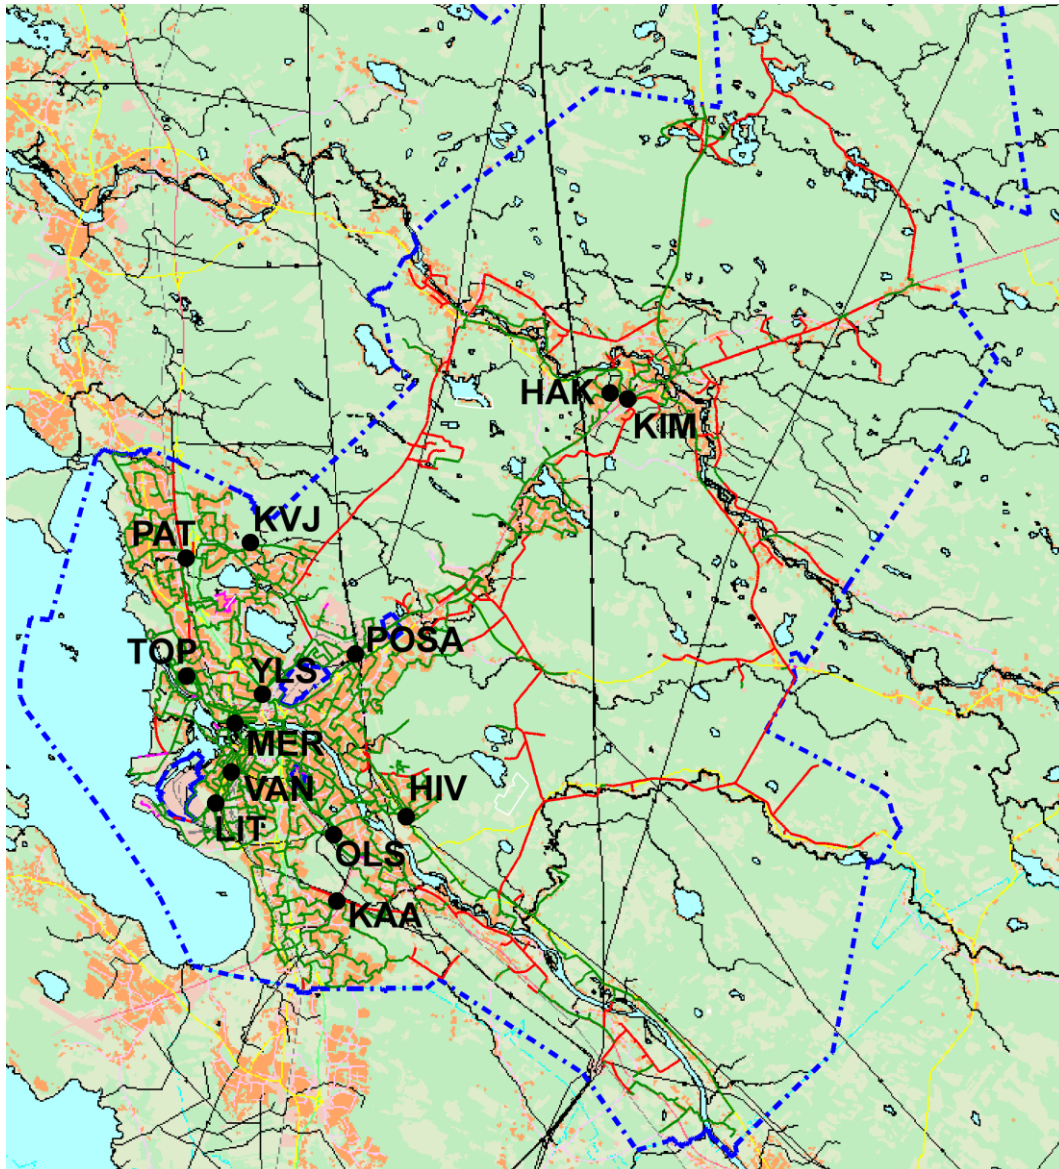 HAK
KIM
KVJ
PAT
TOP
POSA
YLS
MER
VAN
HIV
LIT
OLS
KAA